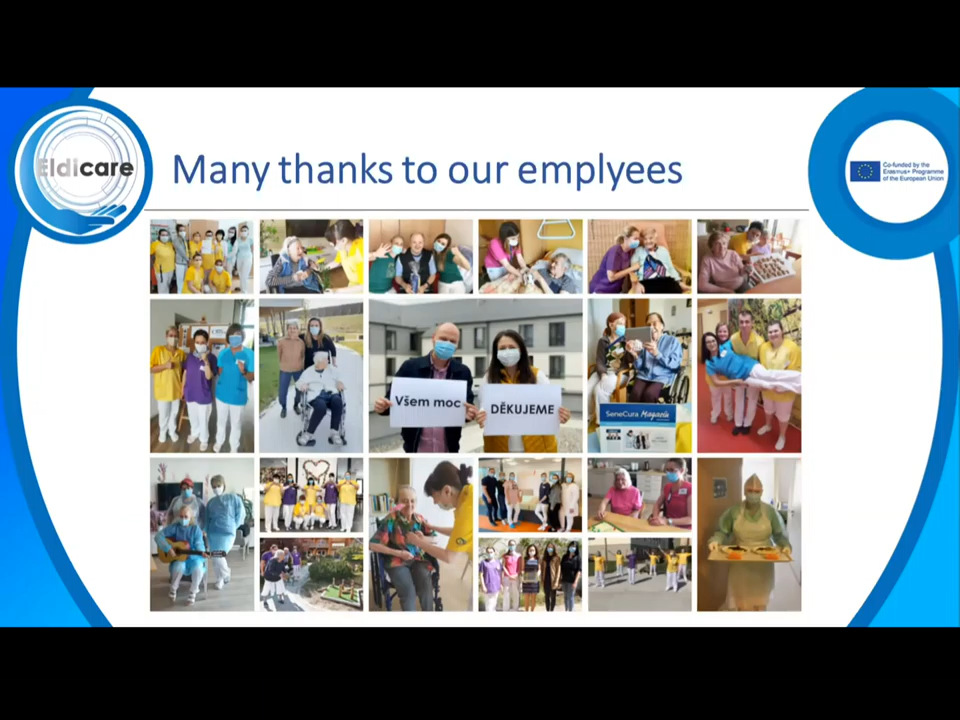 Eldicare
Many thanks to our emplyees
Co-funded by the
Erasmus+ Programme
of the European Union
Všem moc
DĚKUJEME
SeneCura Magazín